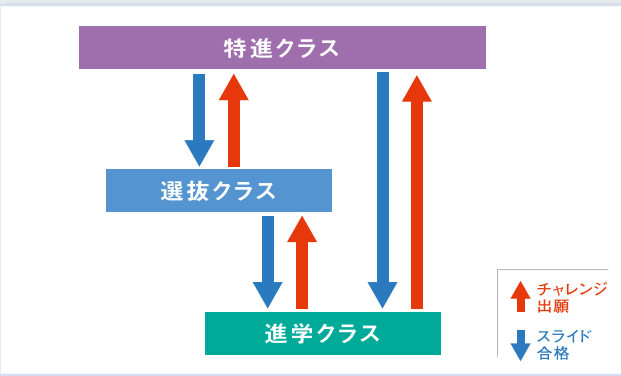 特進クラス
選抜クラス
進学クラス
チャレンジ
出願
スライド
合格